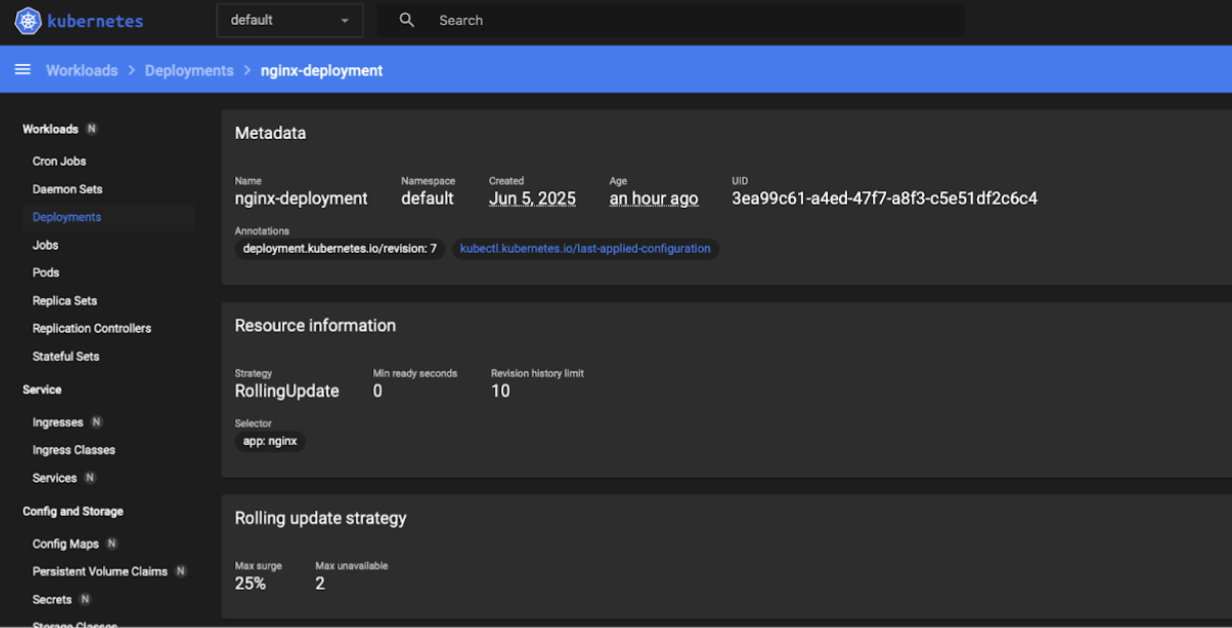 kubernetes
default
Search
Workloads > Deployments > nginx-deployment
Workloads N
Cron Jobs
Daemon Sets
Deployments
Jobs
Pods
Replica Sets
Replication Controllers
Stateful Sets
Service
Ingresses N
Ingress Classes
Services N
Config and Storage
Config Maps N
Persistent Volume Claims N
Secrets N
Storage Classes
Metadata
Name Namespace Created Age UID
nginx-deployment default Jun 5, 2025 an hour ago 3ea99c61-a4ed-47f7-a8f3-c5e51df2c6c4
Annotations
deployment.kubernetes.io/revision: 7 kubectl.kubernetes.io/last-applied-configuration
Resource information
Strategy Min ready seconds Revision history limit
RollingUpdate 0 10
Selector
app: nginx
Rolling update strategy
Max surge Max unavailable
25% 2